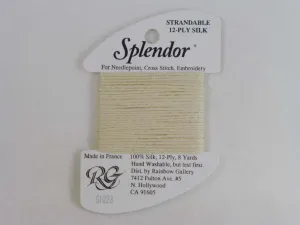 STRANDABLE
12-PLY SILK
Splendor®
For Needlepoint, Cross Stitch, Embroidery
Made in France
RG
100% Silk, 12-Ply, 8 Yards
Hand Washable, but test first.
Dist. by Rainbow Gallery
7412 Fulton Ave. #5
N. Hollywood
CA 91605